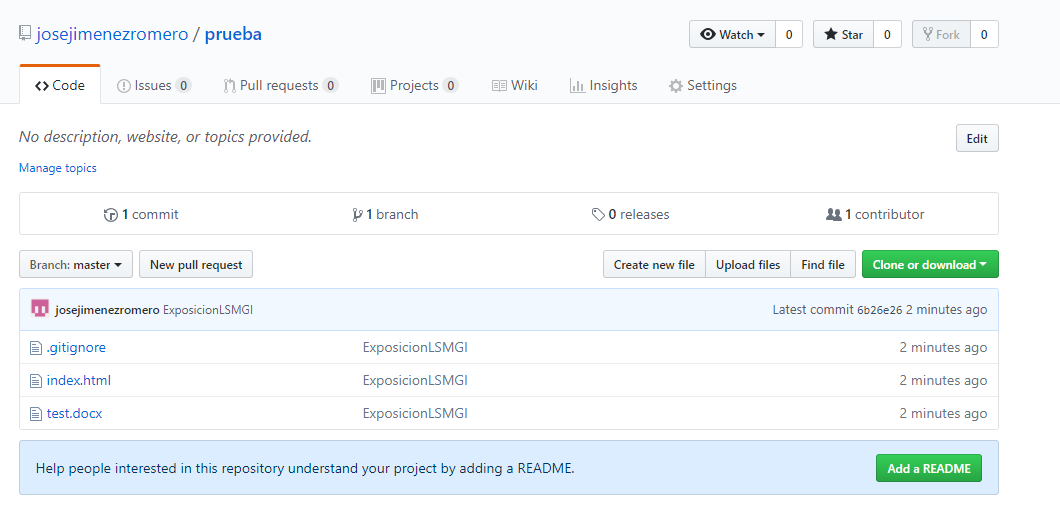 josejimenezromero / prueba
Watch 0 Star 0 Fork 0
Code Issues 0 Pull requests 0 Projects 0 Wiki Insights Settings
No description, website, or topics provided.
Edit
Manage topics
1 commit 1 branch 0 releases 1 contributor
Branch: master New pull request Create new file Upload files Find file Clone or download
josejimenezromero ExposicionLSMGI Latest commit 6b26e26 2 minutes ago
.gitignore ExposicionLSMGI 2 minutes ago
index.html ExposicionLSMGI 2 minutes ago
test.docx ExposicionLSMGI 2 minutes ago
Help people interested in this repository understand your project by adding a README. Add a README